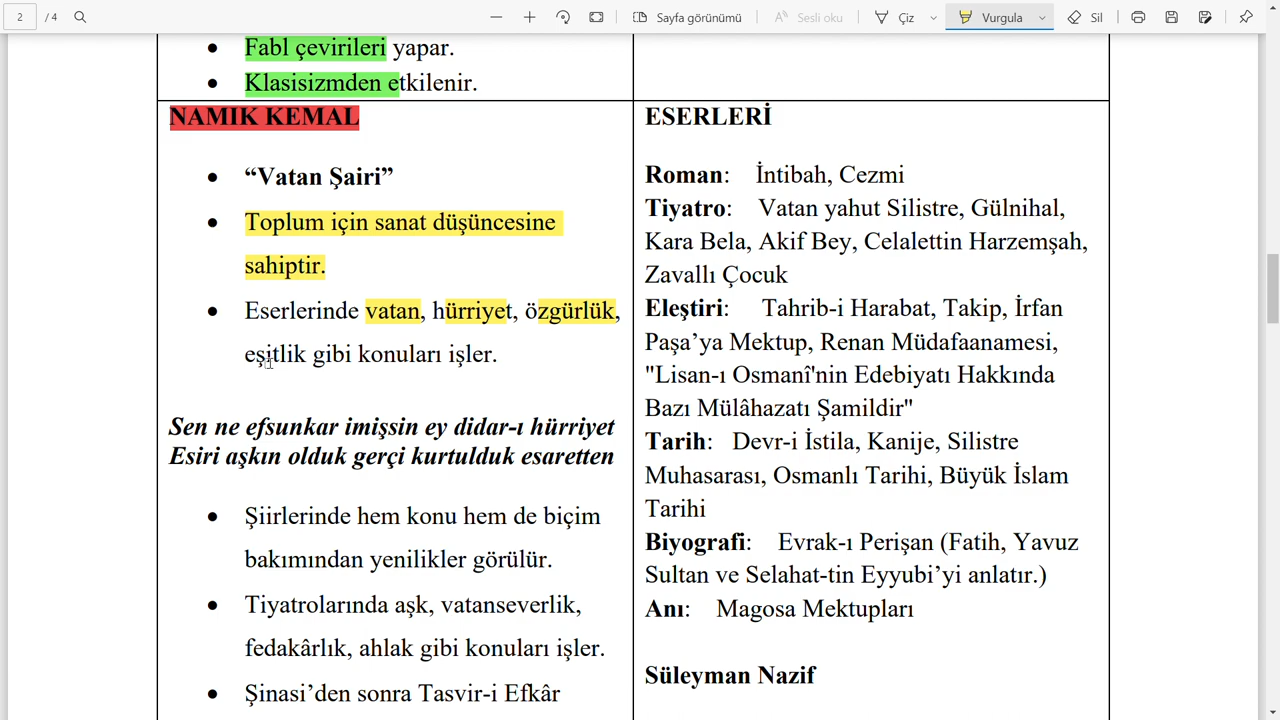 2 / 4 Sayfa görünümü Sesli oku Çiz Vurgula Sil
• Fabl çevirileri yapar.
• Klasisizmden etkilenir.
NAMIK KEMAL
• “Vatan Şairi”
• Toplum için sanat düşüncesine
sahiptir.
• Eserlerinde vatan, hürriyet, özgürlük,
eşitlik gibi konuları işler.
Sen ne efsunkar imişsin ey didar-ı hürriyet
Esiri aşkın olduk gerçi kurtulduk esaretten
• Şiirlerinde hem konu hem de biçim
bakımından yenilikler görülür.
• Tiyatrolarında aşk, vatanseverlik,
fedakârlık, ahlak gibi konuları işler.
• Şinasi’den sonra Tasvir-i Efkâr
ESERLERİ
Roman: İntibah, Cezmi
Tiyatro: Vatan yahut Silistre, Gülnihal,
Kara Bela, Akif Bey, Celalettin Harzemşah,
Zavallı Çocuk
Eleştiri: Tahrib-i Harabat, Takip, İrfan
Paşa’ya Mektup, Renan Müdafaanamesi,
"Lisan-ı Osmanî'nin Edebiyatı Hakkında
Bazı Mülâhazatı Şamildir"
Tarih: Devr-i İstila, Kanije, Silistre
Muhasarası, Osmanlı Tarihi, Büyük İslam
Tarihi
Biyografi: Evrak-ı Perişan (Fatih, Yavuz
Sultan ve Selahat-tin Eyyubi’yi anlatır.)
Anı: Magosa Mektupları
Süleyman Nazif